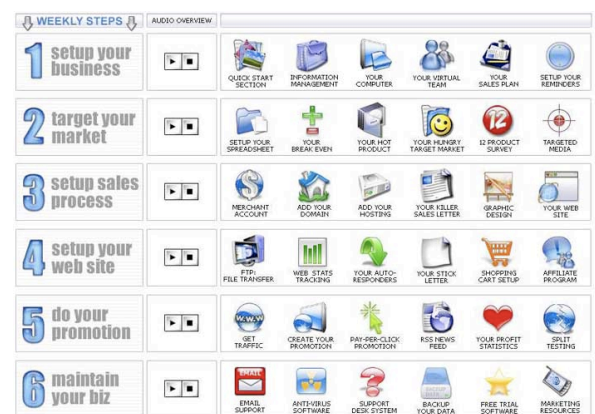 WEEKLY STEPS
AUDIO OVERVIEW
1 setup your
business
QUICK START
SECTION
INFORMATION
MANAGEMENT
YOUR
COMPUTER
YOUR VIRTUAL
TEAM
YOUR
SALES PLAN
SETUP YOUR
REMINDERS
2 target your
market
SETUP YOUR
SPREADSHEET
YOUR
BREAK EVEN
YOUR HOT
PRODUCT
YOUR HUNGRY
TARGET MARKET
12
12 PRODUCT
SURVEY
TARGETED
MEDIA
3 setup sales
process
MERCHANT
ACCOUNT
ADD YOUR
DOMAIN
ADD YOUR
HOSTING
YOUR KILLER
SALES LETTER
GRAPHIC
DESIGN
YOUR WEB
SITE
4 setup your
web site
FTP:
FILE TRANSFER
WEB STATS
TRACKING
YOUR AUTO-
RESPONDERS
YOUR STICK
LETTER
SHOPPING
CART SETUP
AFFILIATE
PROGRAM
5 do your
promotion
www.
GET
TRAFFIC
CREATE YOUR
PROMOTION
PAY-PER-CLICK
PROMOTION
RSS NEWS
FEED
YOUR PROFIT
STATISTICS
SPLIT
TESTING
6 maintain
your biz
EMAIL
EMAIL
SUPPORT
ANTI-VIRUS
SOFTWARE
SUPPORT
DESK SYSTEM
BACKUP
YOUR DATA
FREE TRIAL
SOFTWARE
MARKETING
RESOURCES